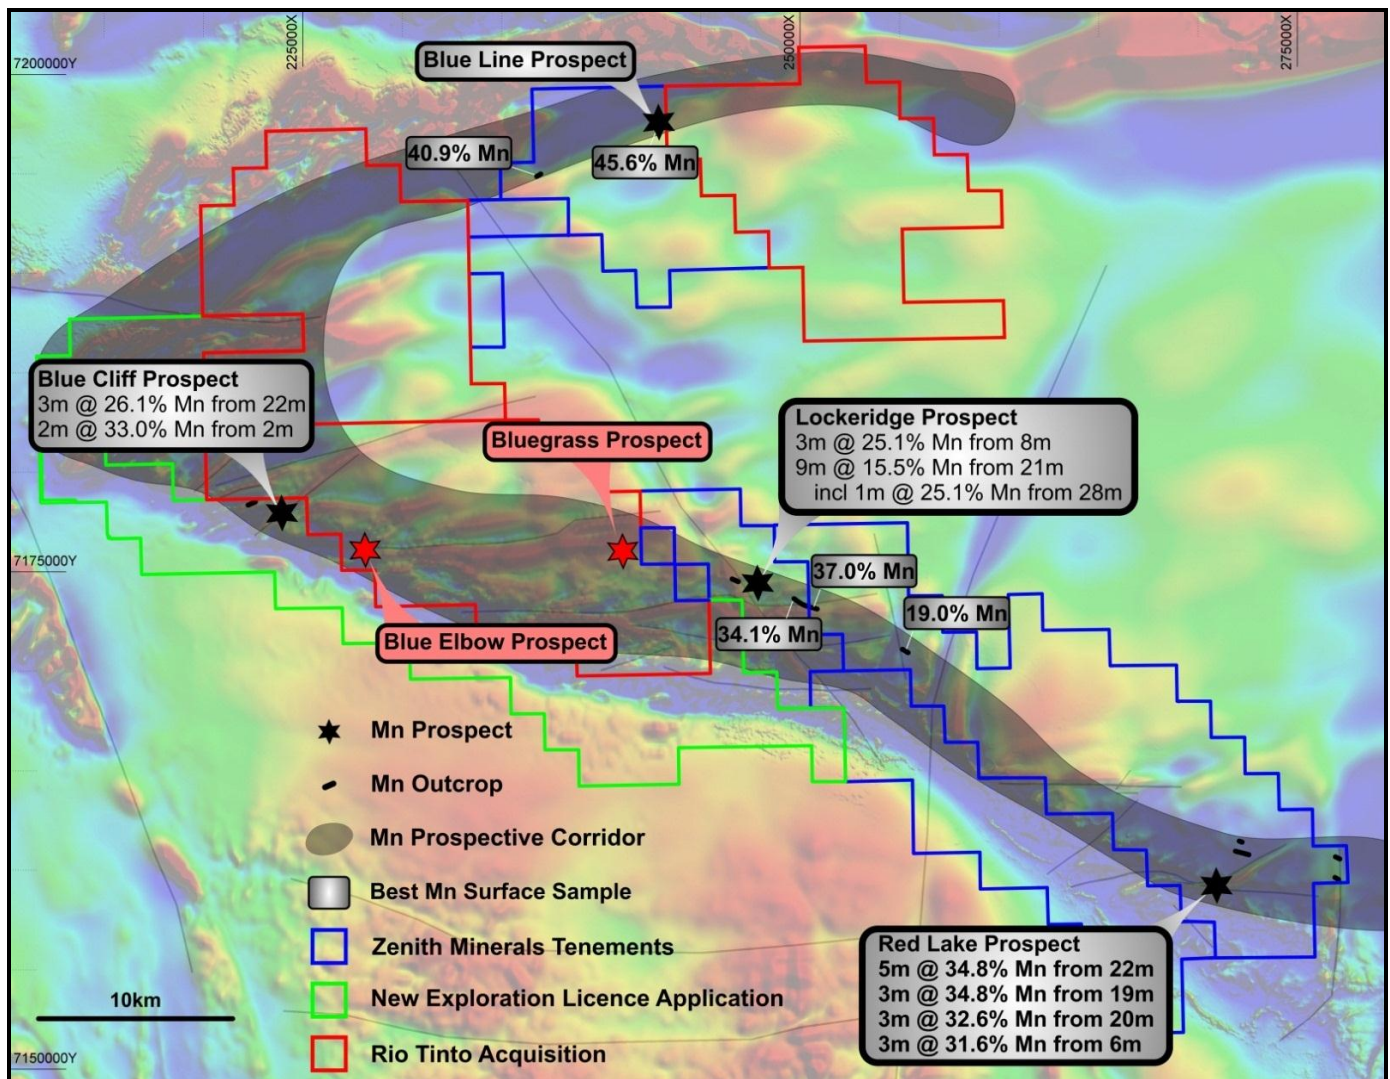 225000X
250000X
275000X
7200000Y
Blue Line Prospect
40.9% Mn
45.6% Mn
Blue Cliff Prospect
3m @ 26.1% Mn from 22m
2m @ 33.0% Mn from 2m
Bluegrass Prospect
Lockeridge Prospect
3m @ 25.1% Mn from 8m
9m @ 15.5% Mn from 21m
incl 1m @ 25.1% Mn from 28m
7175000Y
37.0% Mn
19.0% Mn
34.1% Mn
Blue Elbow Prospect
Mn Prospect
Mn Outcrop
Mn Prospective Corridor
Best Mn Surface Sample
Zenith Minerals Tenements
New Exploration Licence Application
Rio Tinto Acquisition
Red Lake Prospect
5m @ 34.8% Mn from 22m
3m @ 34.8% Mn from 19m
3m @ 32.6% Mn from 20m
3m @ 31.6% Mn from 6m
10km
7150000Y